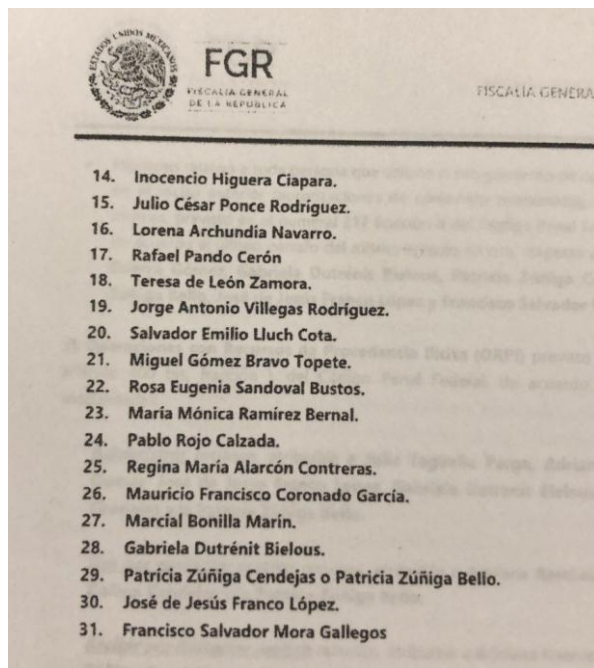 ESTADOS UNIDOS MEXICANOS
FGR
FISCALÍA GENERAL
DE LA REPÚBLICA
FISCALÍA GENERA
14. Inocencio Higuera Ciapara.
15. Julio César Ponce Rodríguez.
16. Lorena Archundia Navarro.
17. Rafael Pando Cerón
18. Teresa de León Zamora.
19. Jorge Antonio Villegas Rodríguez.
20. Salvador Emilio Lluch Cota.
21. Miguel Gómez Bravo Topete.
22. Rosa Eugenia Sandoval Bustos.
23. María Mónica Ramírez Bernal.
24. Pablo Rojo Calzada.
25. Regina María Alarcón Contreras.
26. Mauricio Francisco Coronado García.
27. Marcial Bonilla Marín.
28. Gabriela Dutrénit Bielous.
29. Patricia Zúñiga Cendejas o Patricia Zúñiga Bello.
30. José de Jesús Franco López.
31. Francisco Salvador Mora Gallegos